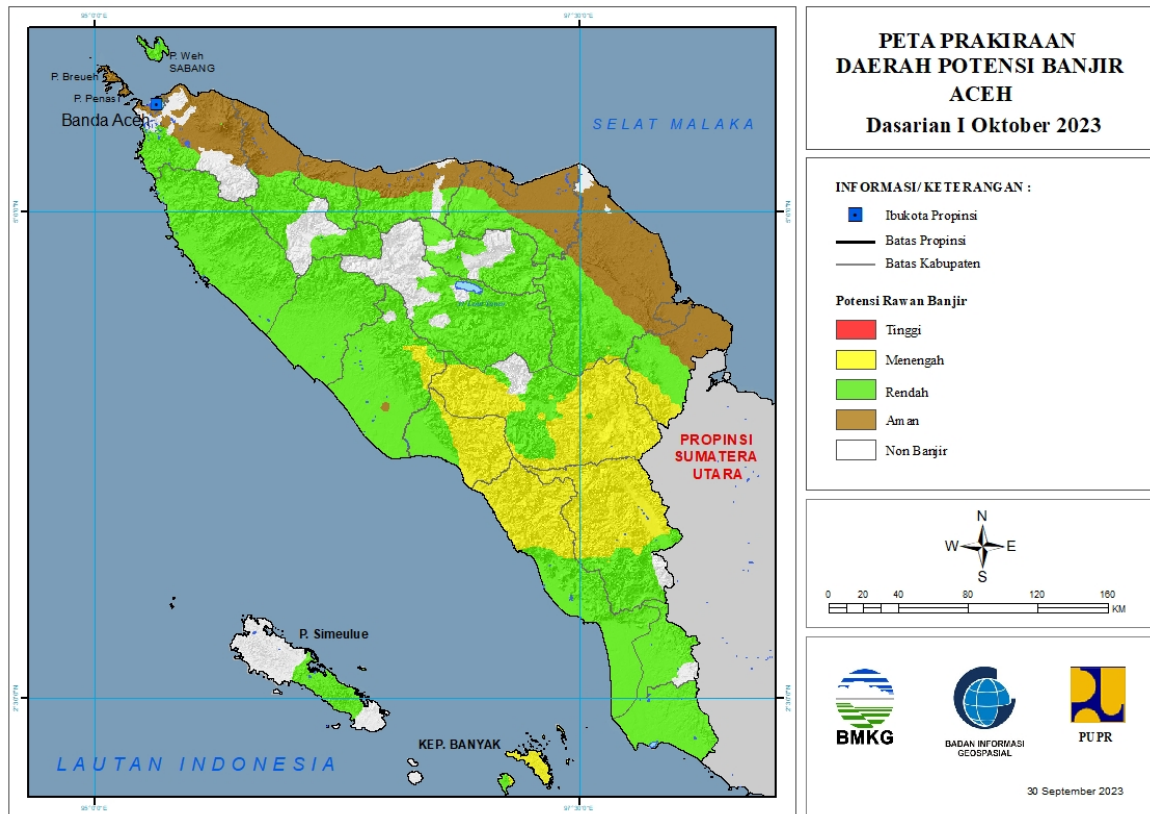 PETA PRAKIRAAN
DAERAH POTENSI BANJIR
ACEH
Dasarian I Oktober 2023
INFORMASI/ KETERANGAN :
Ibukota Propinsi
Batas Propinsi
Batas Kabupaten
Potensi Rawan Banjir
Tinggi
Menengah
Rendah
Aman
Non Banjir
N
W E
S
0 20 40 80 120 160
KM
BMKG
BADAN INFORMASI
GEOSPASIAL
PUPR
30 September 2023
P. Weh
SABANG
P. Breueh
P. Penasi
Banda Aceh
SELAT MALAKA
PROPINSI
SUMATERA
UTARA
P. Simeulue
KEP. BANYAK
LAUTAN INDONESIA